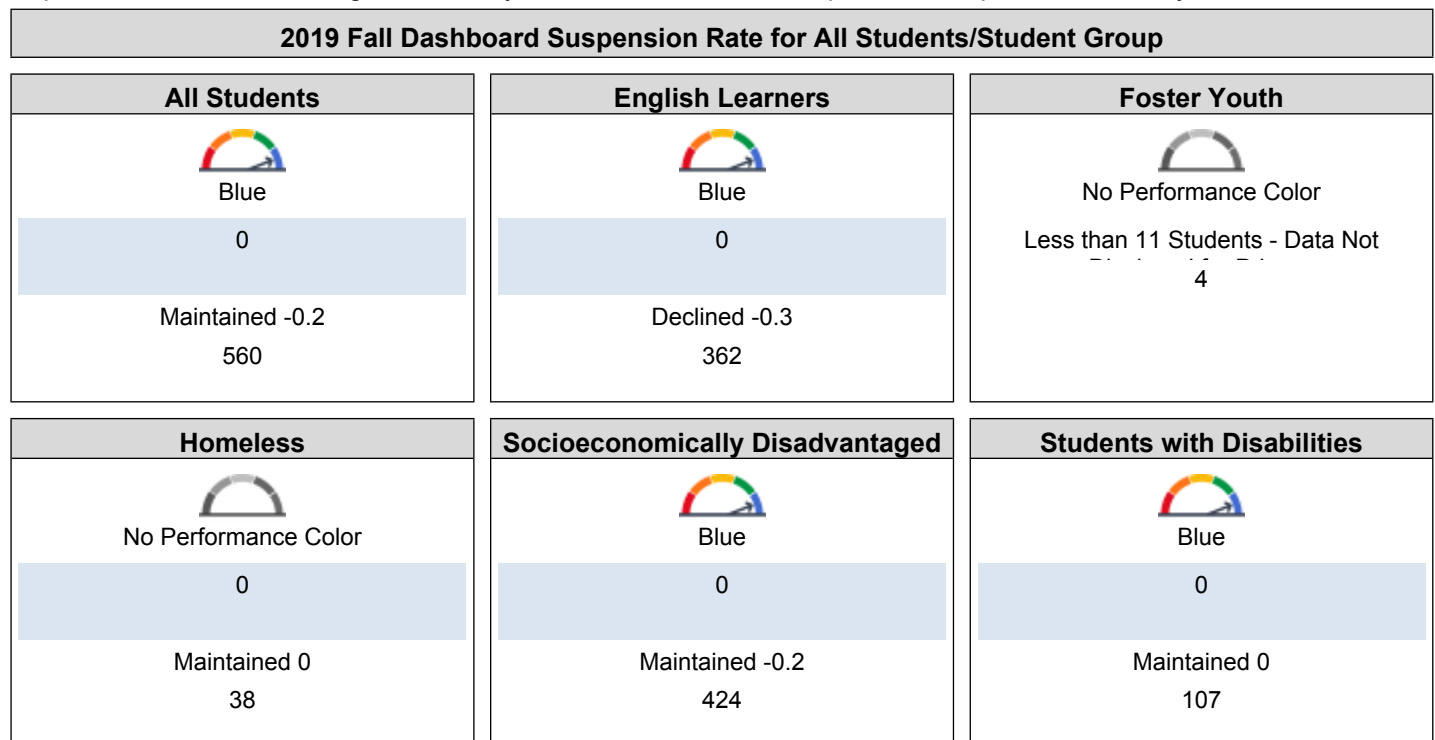 2019 Fall Dashboard Suspension Rate for All Students/Student Group
All Students
Blue
0
Maintained -0.2
560
English Learners
Blue
0
Declined -0.3
362
Foster Youth
No Performance Color
Less than 11 Students - Data Not
4
Homeless
No Performance Color
0
Maintained 0
38
Socioeconomically Disadvantaged
Blue
0
Maintained -0.2
424
Students with Disabilities
Blue
0
Maintained 0
107